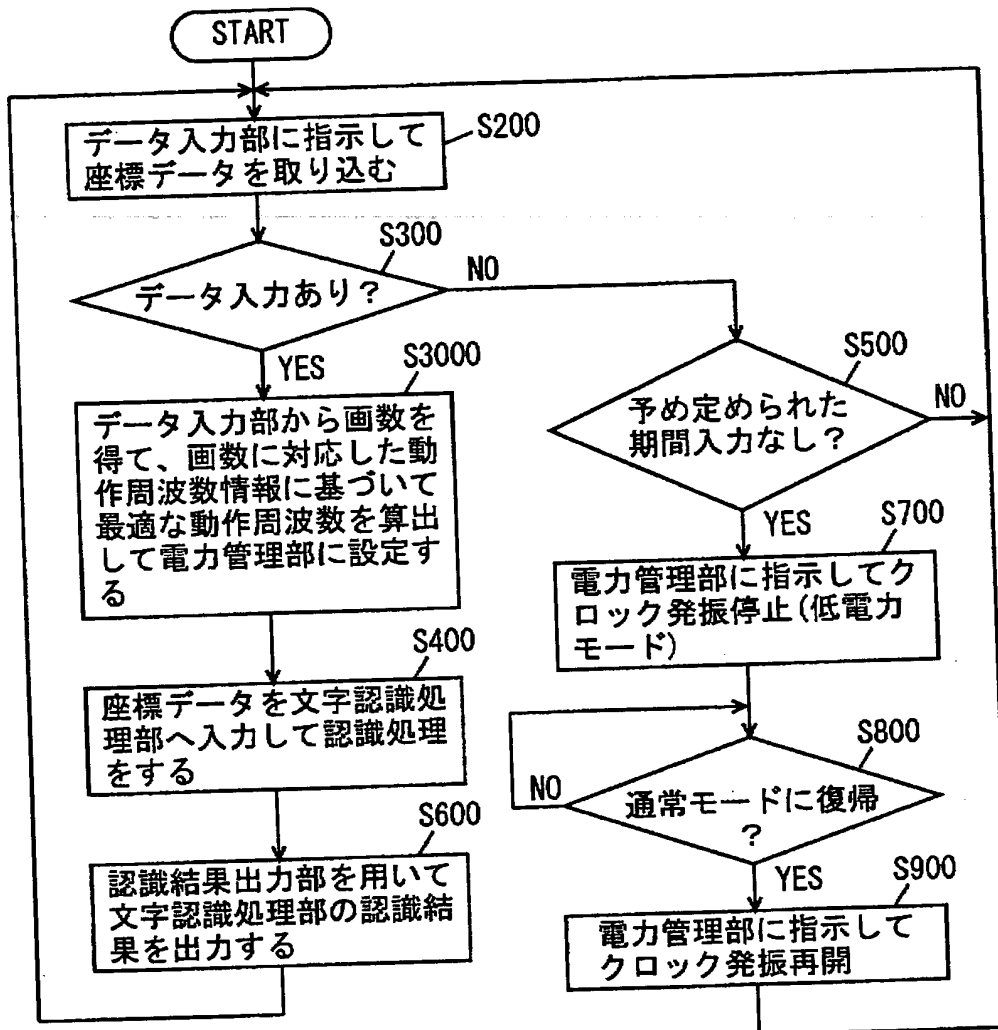 START
データ入力部に指示して
座標データを取り込む
S200
データ入力あり?
S300
NO
YES
S3000
データ入力部から画数を
得て、画数に対応した動
作周波数情報に基づいて
最適な動作周波数を算出
して電力管理部に設定す
る
S400
座標データを文字認識処
理部へ入力して認識処理
をする
S600
認識結果出力部を用いて
文字認識処理部の認識結
果を出力する
S500
予め定められた
期間入力なし?
NO
YES
S700
電力管理部に指示してク
ロック発振停止(低電力
モード)
S800
通常モードに復帰
?
NO
YES
S900
電力管理部に指示して
クロック発振再開